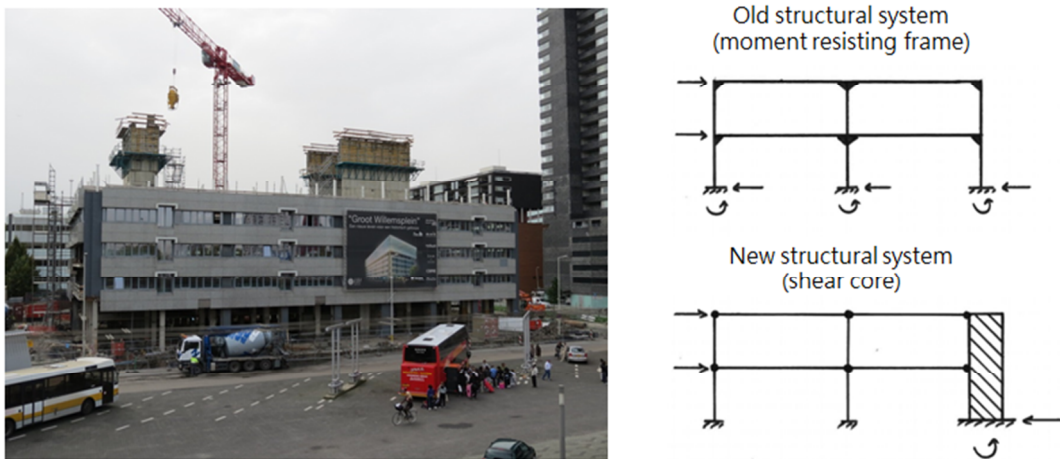 "Groot Willemsplein"
Old structural system
(moment resisting frame)
New structural system
(shear core)